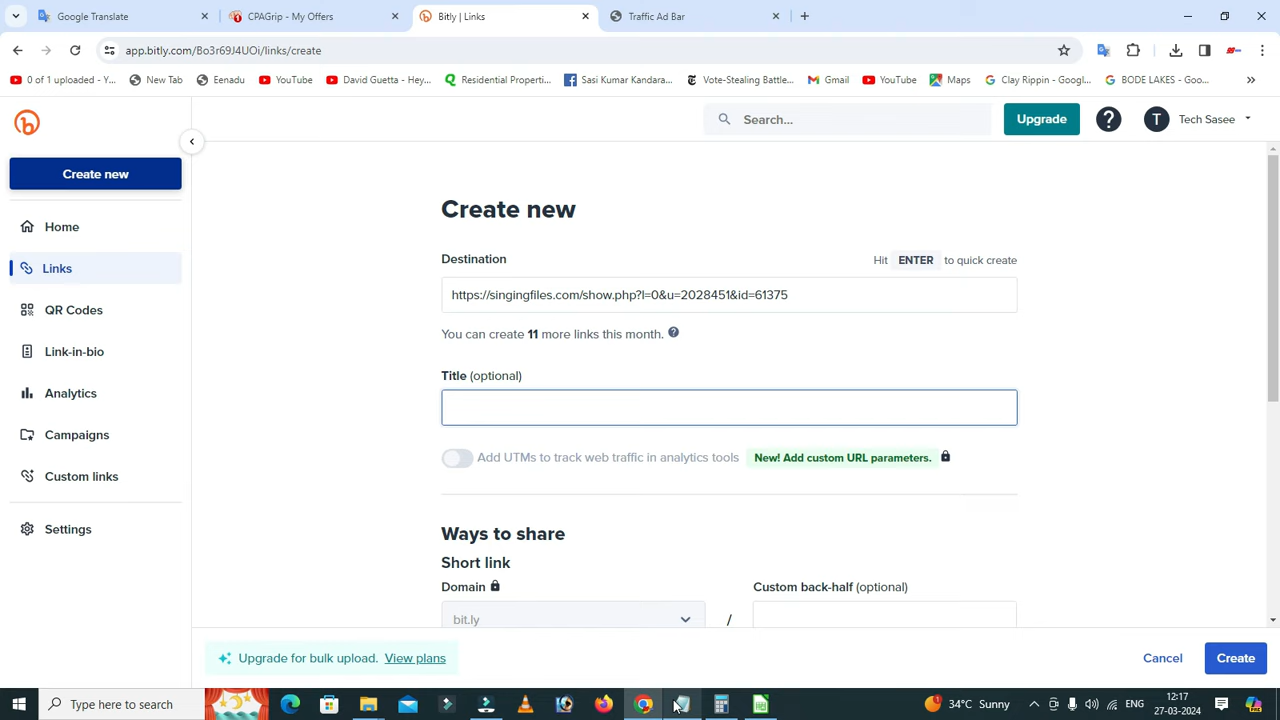 Google Translate
CPAGrip - My Offers
Bitly | Links
Traffic Ad Bar
app.bitly.com/Bo3r69J4UOi/links/create
0 of 1 uploaded - Y...
New Tab
Eenadu
YouTube
David Guetta - Hey...
Residential Properti...
Sasi Kumar Kandara...
Vote-Stealing Battle...
Gmail
YouTube
Maps
Clay Rippin - Googl...
BODE LAKES - Goo...
Search...
Upgrade
T
Tech Sasee
Create new
Home
Links
QR Codes
Link-in-bio
Analytics
Campaigns
Custom links
Settings
Create new
Destination
Hit ENTER to quick create
https://singingfiles.com/show.php?l=0&u=2028451&id=61375
You can create 11 more links this month.
Title (optional)
Add UTMs to track web traffic in analytics tools
New! Add custom URL parameters.
Ways to share
Short link
Domain
Custom back-half (optional)
bit.ly
/
Upgrade for bulk upload. View plans
Cancel
Create
Type here to search
34°C Sunny
ENG
12:17
27-03-2024